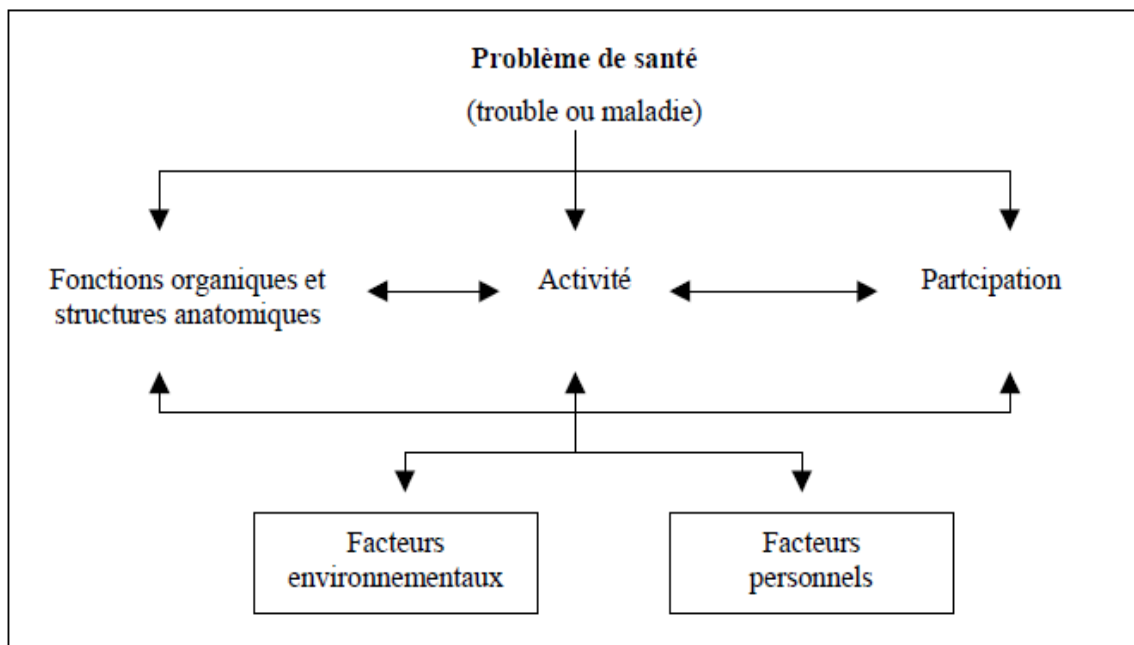 Problème de santé
(trouble ou maladie)
Fonctions organiques et
structures anatomiques
Activité
Partcipation
Facteurs
environnementaux
Facteurs
personnels